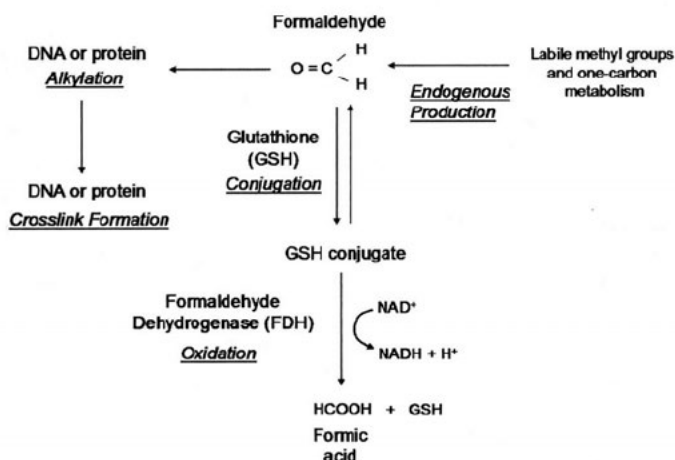 Formaldehyde
H
O = C
H
DNA or protein
Alkylation
Labile methyl groups
and one-carbon
metabolism
Endogenous
Production
Glutathione
(GSH)
Conjugation
DNA or protein
Crosslink Formation
GSH conjugate
Formaldehyde
Dehydrogenase (FDH)
Oxidation
NAD⁺
NADH + H⁺
HCOOH + GSH
Formic
acid